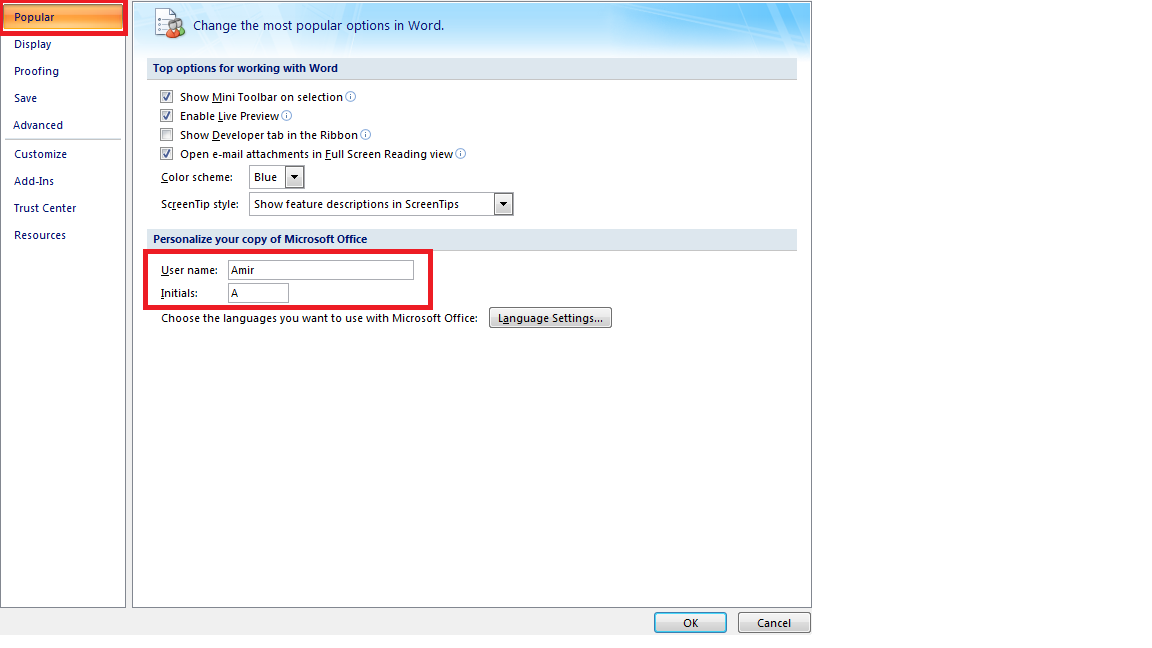 Popular
Display
Proofing
Save
Advanced
Customize
Add-Ins
Trust Center
Resources
Change the most popular options in Word.
Top options for working with Word
Show Mini Toolbar on selection
Enable Live Preview
Show Developer tab in the Ribbon
Open e-mail attachments in Full Screen Reading view
Color scheme: Blue
ScreenTip style: Show feature descriptions in ScreenTips
Personalize your copy of Microsoft Office
User name: Amir
Initials: A
Choose the languages you want to use with Microsoft Office: Language Settings...
OK Cancel